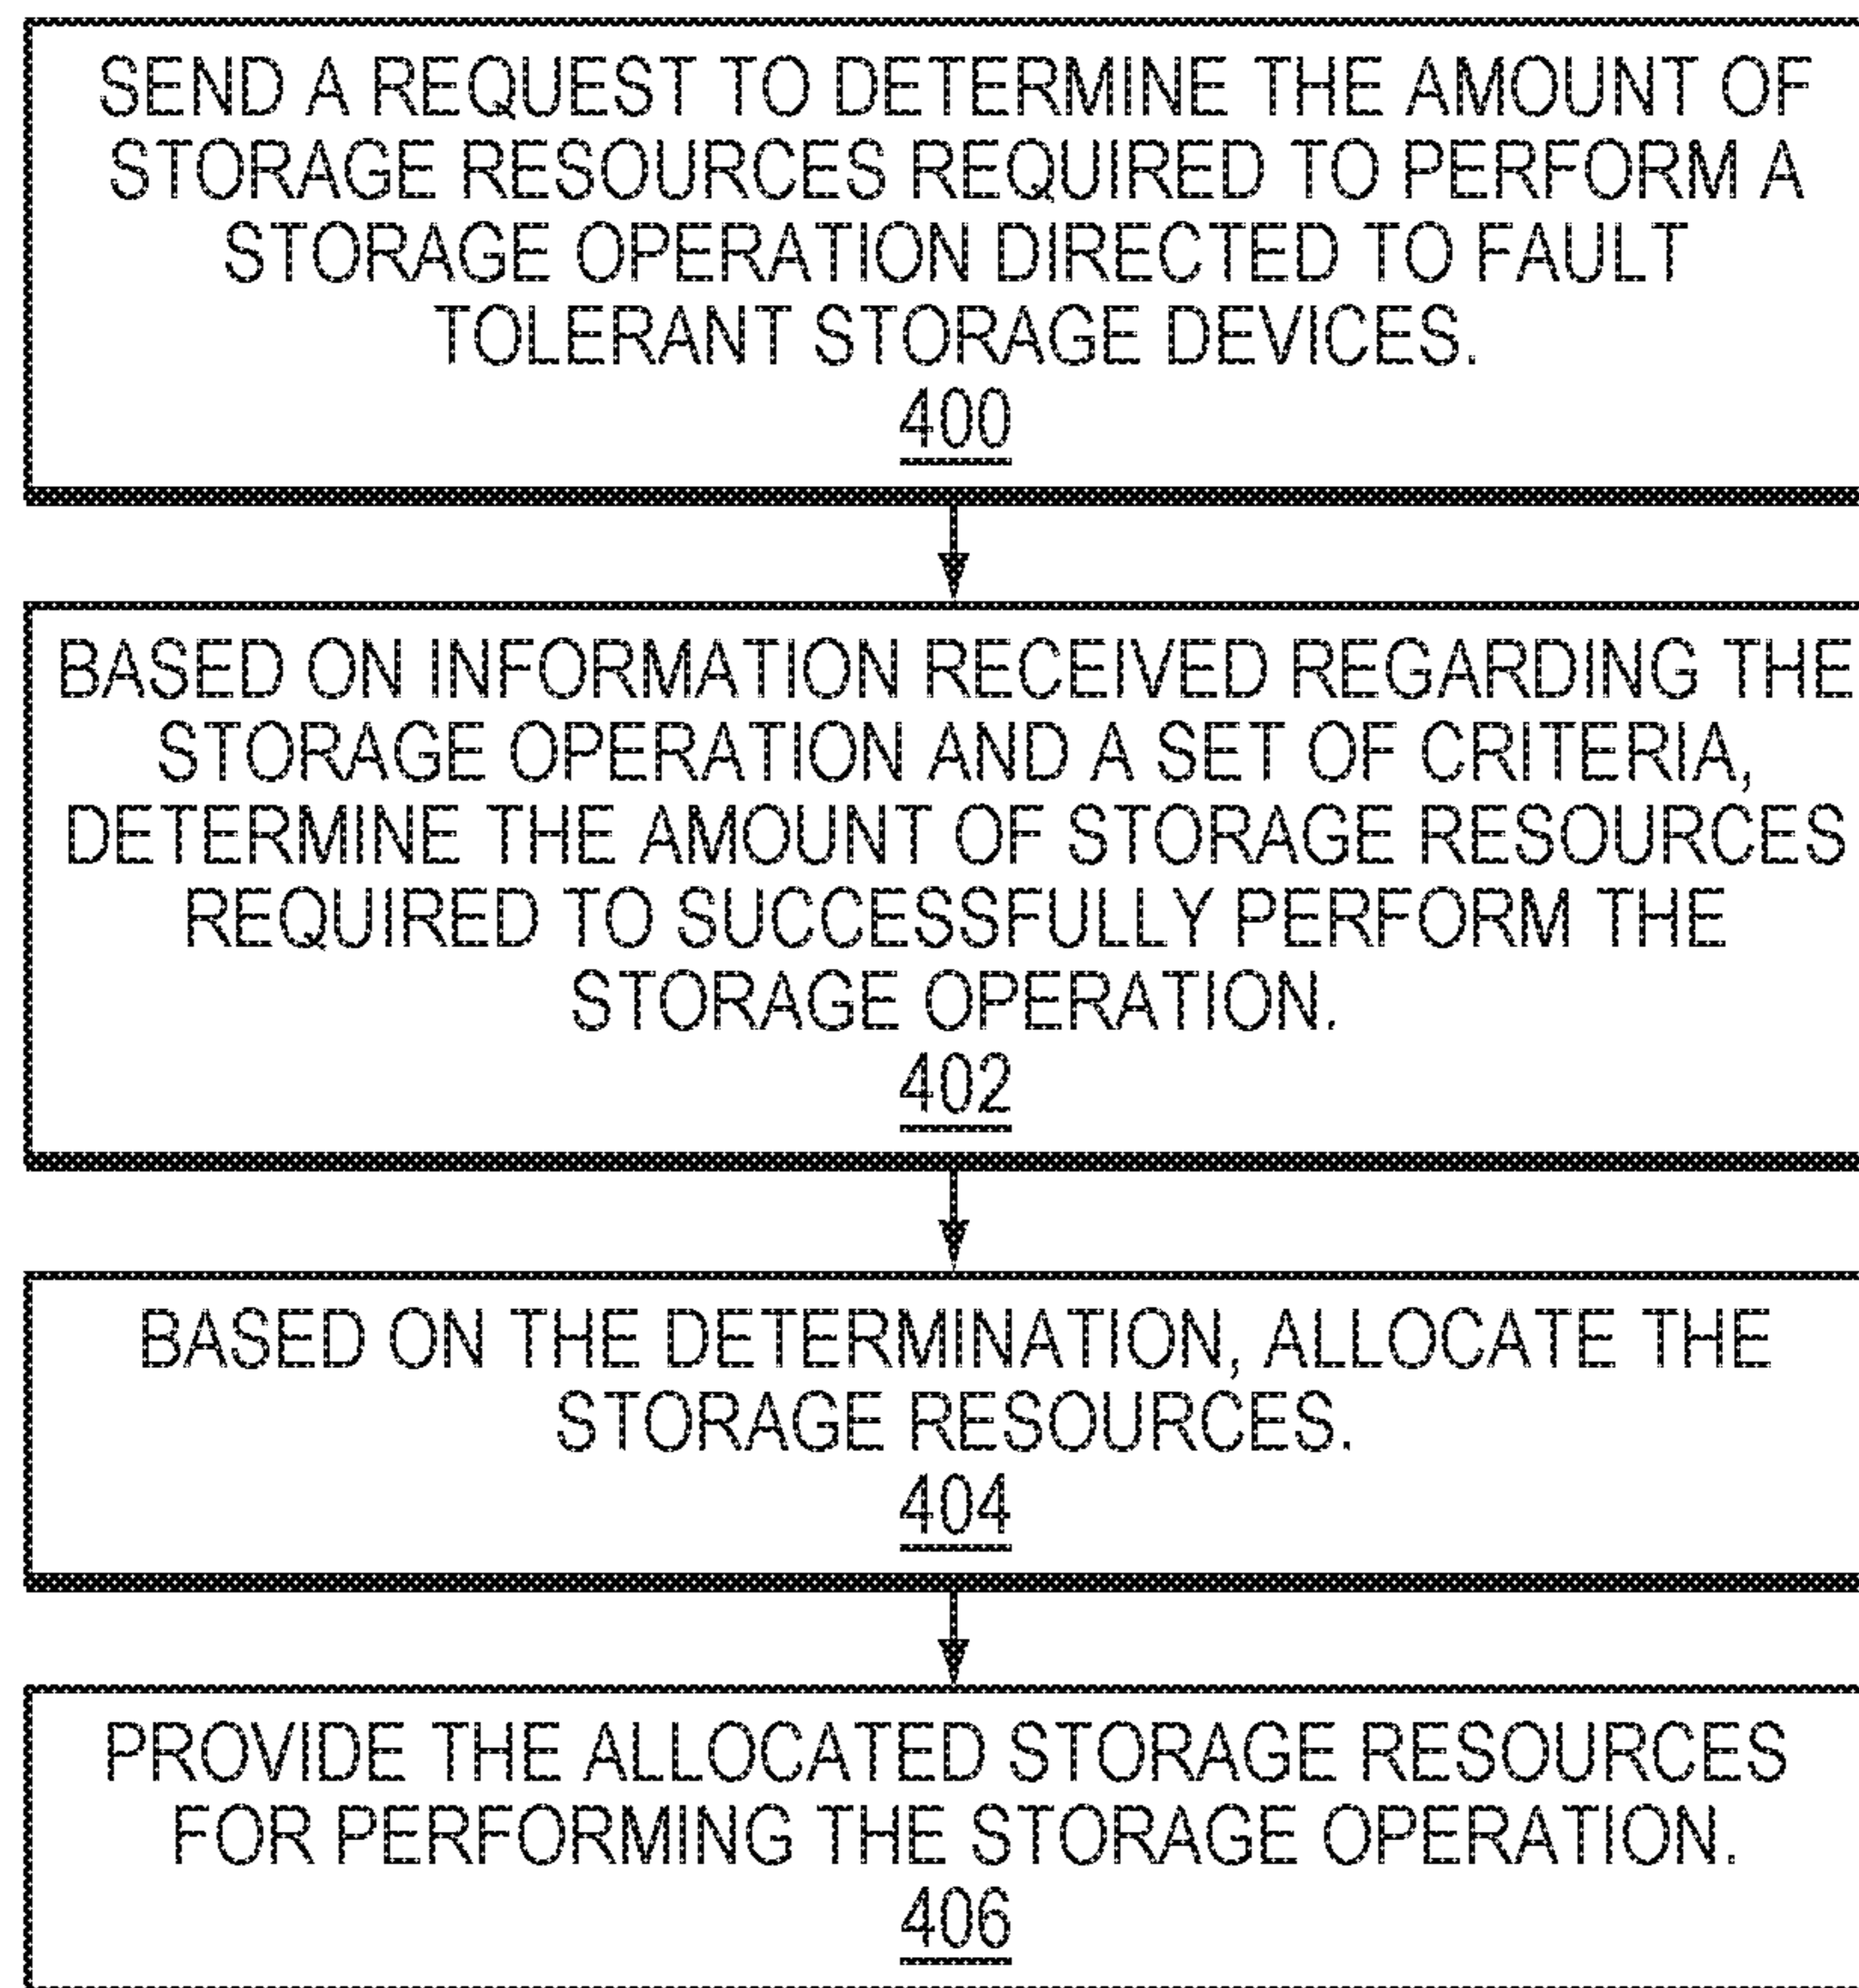 SEND A REQUEST TO DETERMINE THE AMOUNT OF
STORAGE RESOURCES REQUIRED TO PERFORM A
STORAGE OPERATION DIRECTED TO FAULT
TOLERANT STORAGE DEVICES.
400
BASED ON INFORMATION RECEIVED REGARDING THE
STORAGE OPERATION AND A SET OF CRITERIA,
DETERMINE THE AMOUNT OF STORAGE RESOURCES
REQUIRED TO SUCCESSFULLY PERFORM THE
STORAGE OPERATION.
402
BASED ON THE DETERMINATION, ALLOCATE THE
STORAGE RESOURCES.
404
PROVIDE THE ALLOCATED STORAGE RESOURCES
FOR PERFORMING THE STORAGE OPERATION.
406